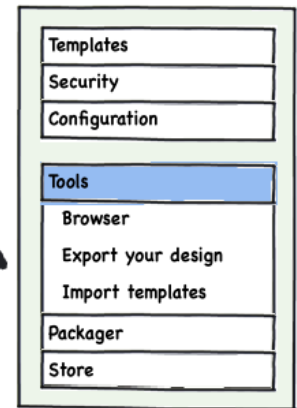 Templates
Security
Configuration
Tools
Browser
Export your design
Import templates
Packager
Store